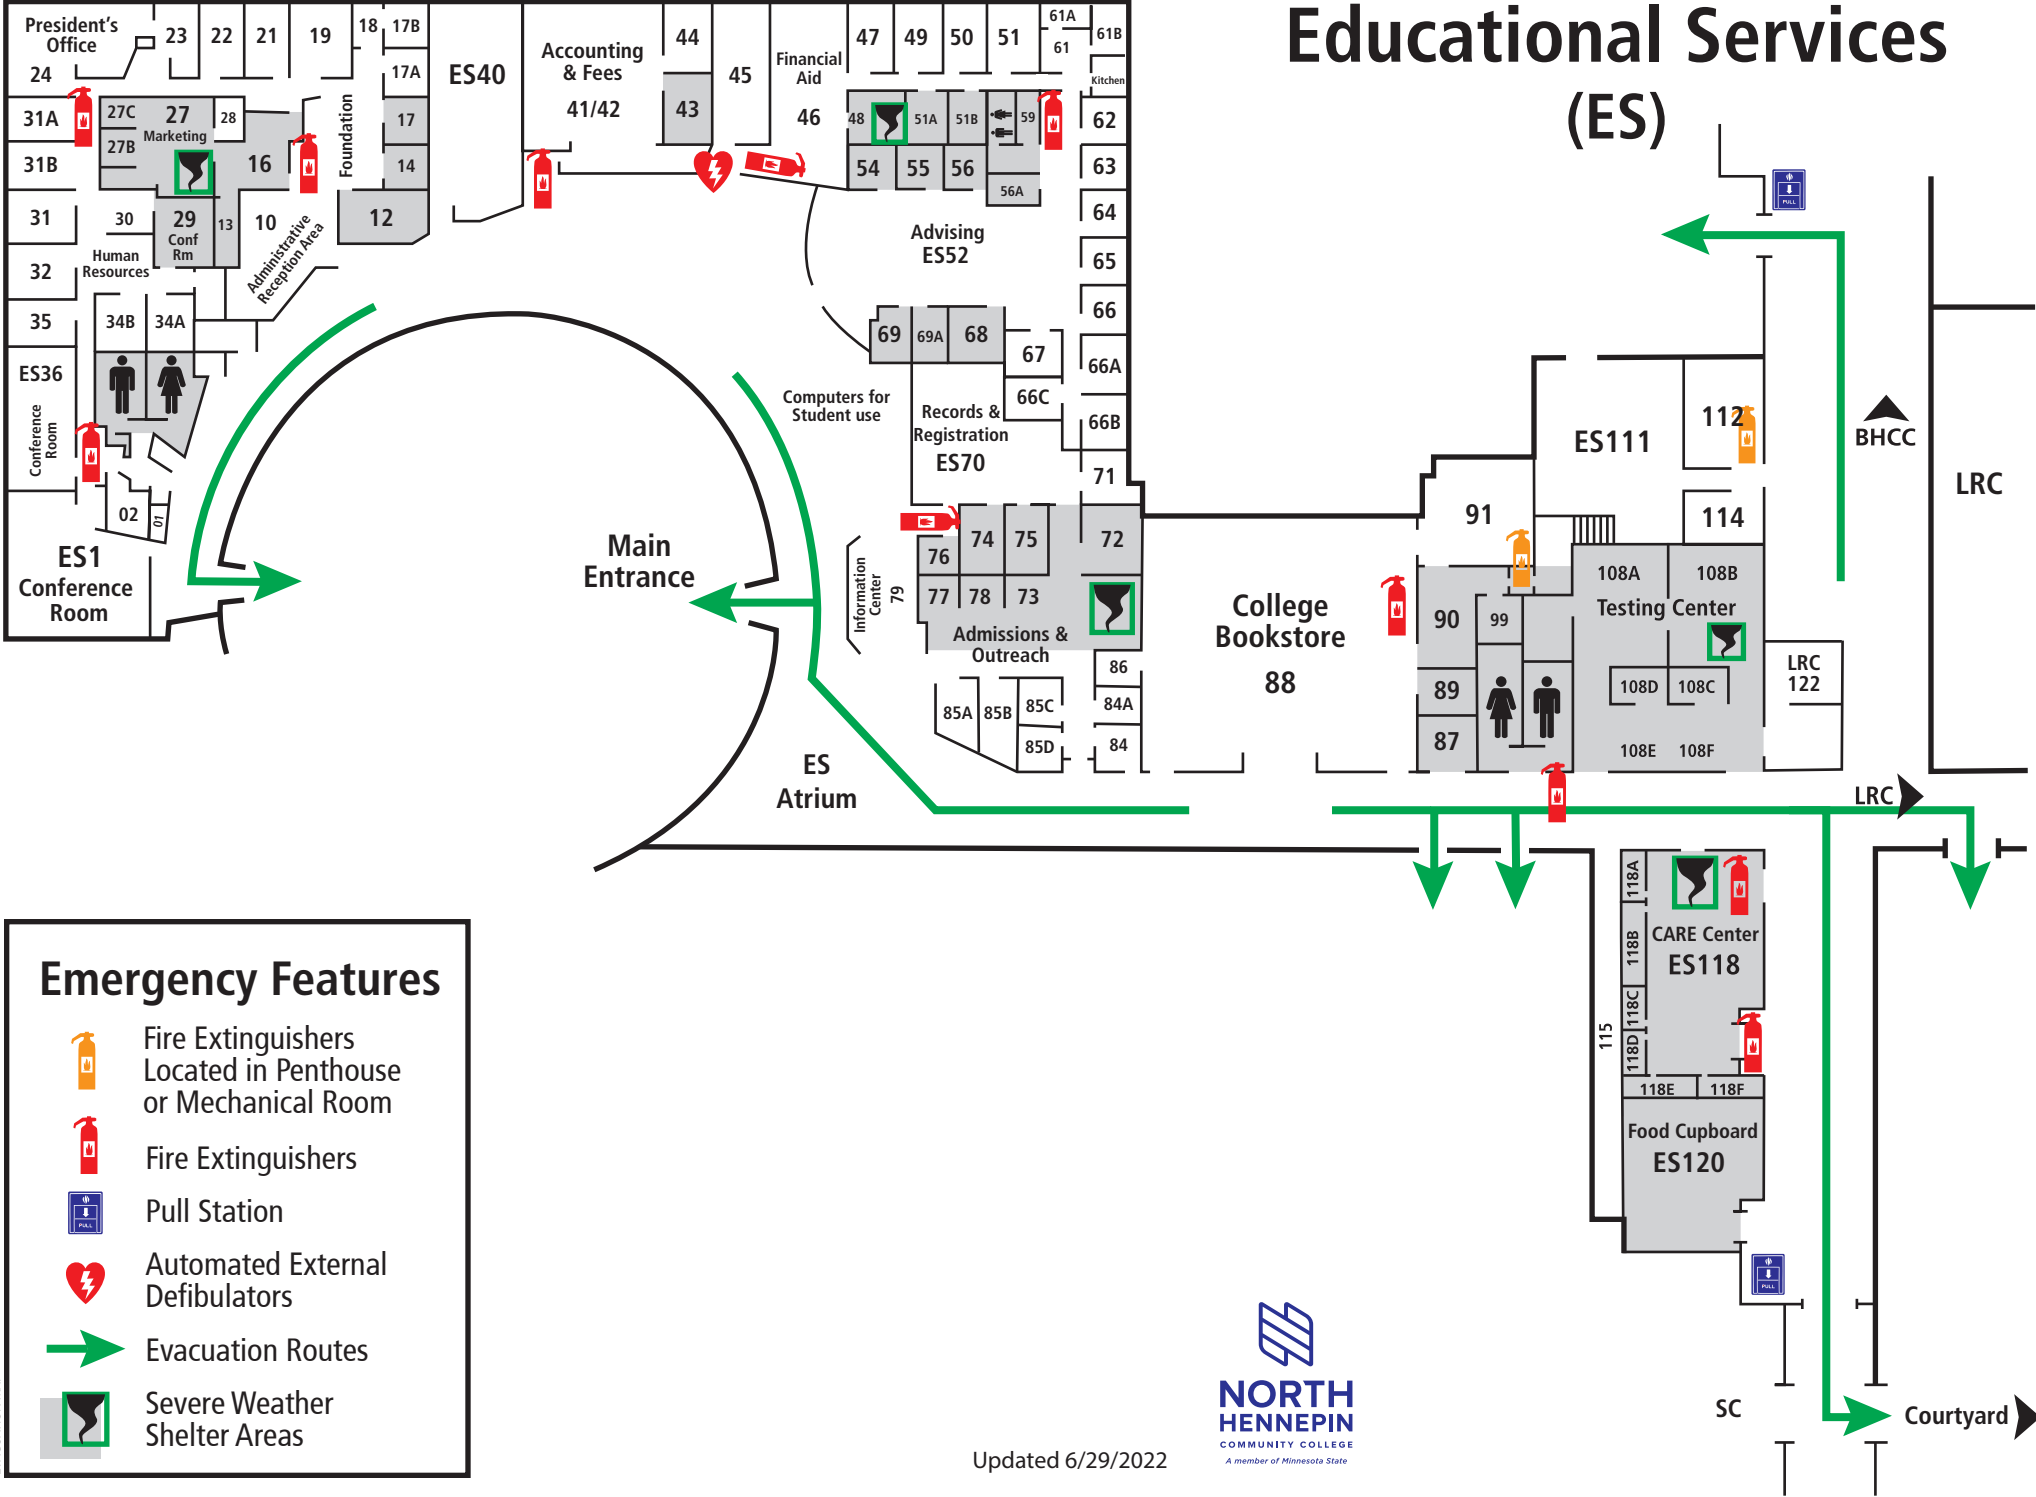 Educational Services
(ES)
President's
Office
24
23
22
21
19
18
17B
17A
ES40
Accounting
& Fees
41/42
44
43
45
Financial
Aid
46
47
49
50
51
61A
61
61B
Kitchen
31A
27C
27
Marketing
28
27B
16
Foundation
17
14
48
51A
51B
59
62
31B
54
55
56
56A
63
31
30
29
Conf
Rm
13
10
Administrative
Reception Area
12
Advising
ES52
64
65
32
Human
Resources
66
35
34B
34A
69
69A
68
67
66A
ES36
Conference
Room
66C
66B
Computers for
Student use
Records &
Registration
ES70
71
02
01
ES1
Conference
Room
Main
Entrance
Information
Center
79
76
74
75
72
77
78
73
Admissions &
Outreach
86
84A
84
85A
85B
85C
85D
ES
Atrium
College
Bookstore
88
91
90
99
89
87
ES111
112
114
108A
108B
Testing Center
108D
108C
108E
108F
LRC
122
BHCC
LRC
LRC
PULL
118A
118B
118C
118D
115
CARE Center
ES118
118E
118F
Food Cupboard
ES120
PULL
SC
Courtyard
Emergency Features
Fire Extinguishers
Located in Penthouse
or Mechanical Room
Fire Extinguishers
PULL
Pull Station
Automated External
Defibulators
Evacuation Routes
Severe Weather
Shelter Areas
Updated 6/29/2022
NORTH
HENNEPIN
COMMUNITY COLLEGE
A member of Minnesota State